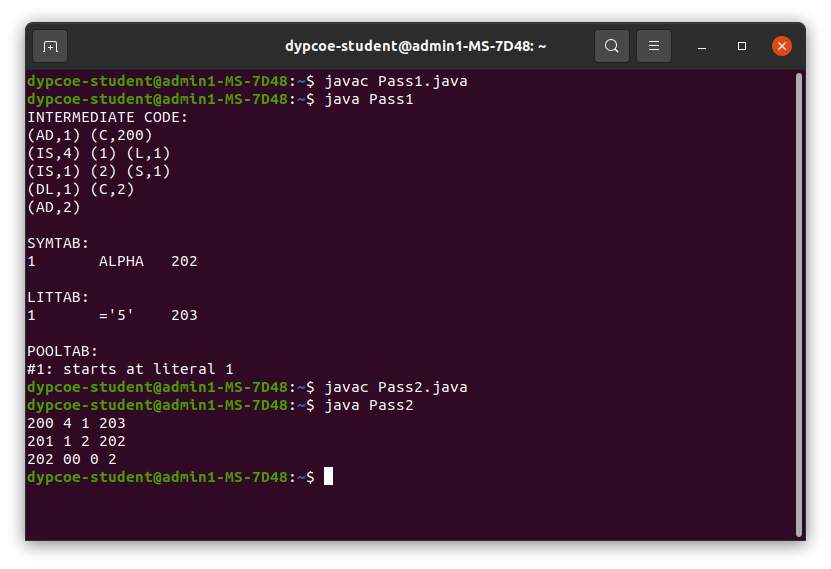 dypcoe-student@admin1-MS-7D48: ~
dypcoe-student@admin1-MS-7D48:~$ javac Pass1.java
dypcoe-student@admin1-MS-7D48:~$ java Pass1
INTERMEDIATE CODE:
(AD,1) (C,200)
(IS,4) (1) (L,1)
(IS,1) (2) (S,1)
(DL,1) (C,2)
(AD,2)
SYMTAB:
1 ALPHA 202
LITTAB:
1 ='5' 203
POOLTAB:
#1: starts at literal 1
dypcoe-student@admin1-MS-7D48:~$ javac Pass2.java
dypcoe-student@admin1-MS-7D48:~$ java Pass2
200 4 1 203
201 1 2 202
202 00 0 2
dypcoe-student@admin1-MS-7D48:~$